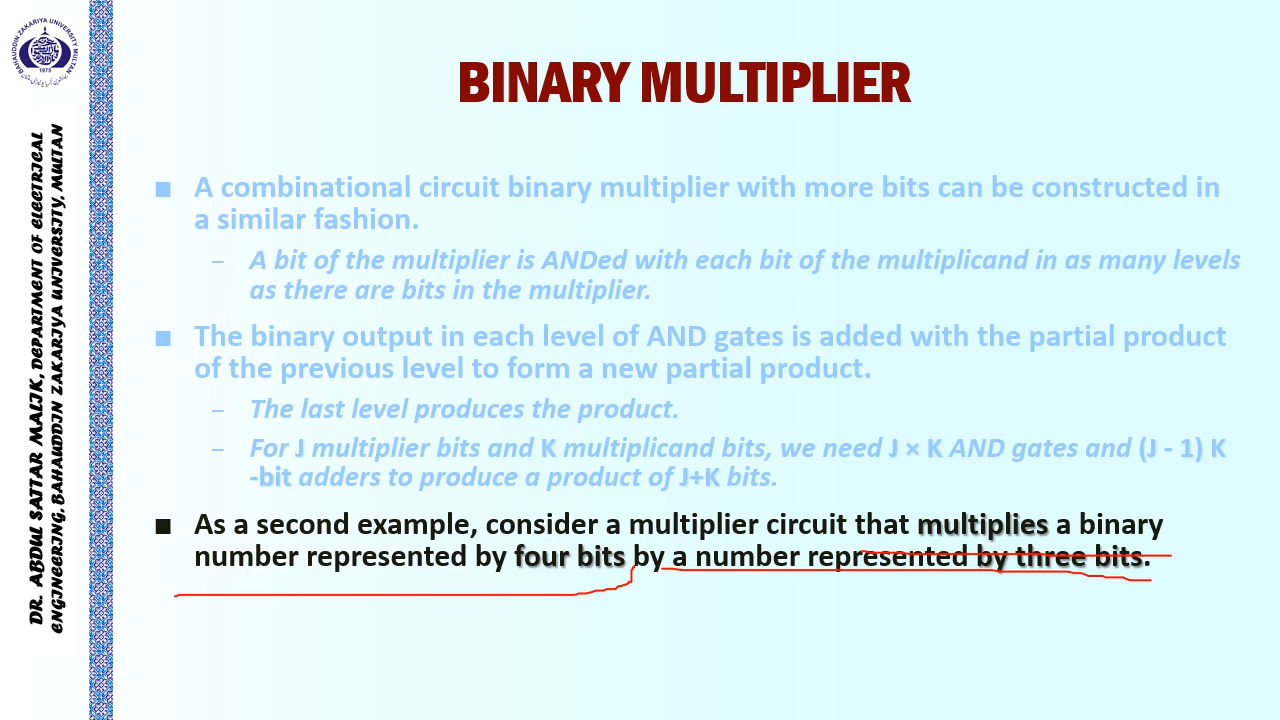 BAHAUDDIN ZAKARIYA UNIVERSITY MULTAN
1975
DR. ABDUL SATTAR MALIK, DEPARTMENT OF ELECTRICAL
ENGINEERING, BAHAUDDIN ZAKARIYA UNIVERSITY, MULTAN
BINARY MULTIPLIER
■ A combinational circuit binary multiplier with more bits can be constructed in
a similar fashion.
– A bit of the multiplier is ANDed with each bit of the multiplicand in as many levels
as there are bits in the multiplier.
■ The binary output in each level of AND gates is added with the partial product
of the previous level to form a new partial product.
– The last level produces the product.
– For J multiplier bits and K multiplicand bits, we need J × K AND gates and (J - 1) K
-bit adders to produce a product of J+K bits.
■ As a second example, consider a multiplier circuit that multiplies a binary
number represented by four bits by a number represented by three bits.